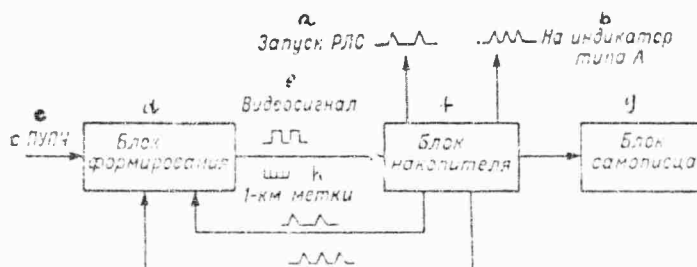 a
Запуск РЛС
b
На индикатор
типа А
c
с ПУПЧ
d
Блок
формирования
e
Видеосигнал
h
1-км метки
f
Блок
накопителя
g
Блок
самописца